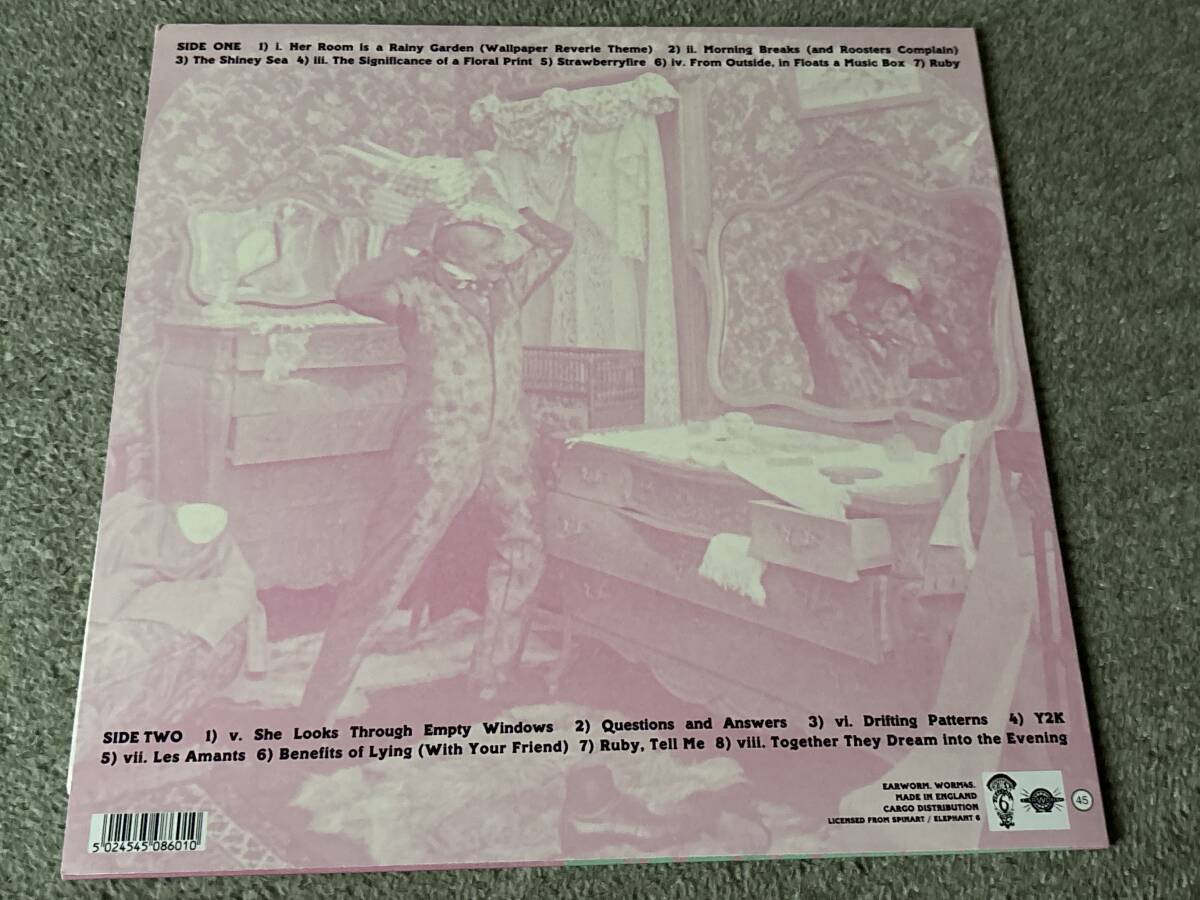 SIDE ONE 1) i. Her Room is a Rainy Garden (Wallpaper Reverie Theme) 2) ii. Morning Breaks (and Roosters Complain)
3) The Shiney Sea 4) iii. The Significance of a Floral Print 5) Strawberryfire 6) iv. From Outside, in Floats a Music Box 7) Ruby
SIDE TWO 1) v. She Looks Through Empty Windows 2) Questions and Answers 3) vi. Drifting Patterns 4) Y2K
5) vii. Les Amants 6) Benefits of Lying (With Your Friend) 7) Ruby, Tell Me 8) viii. Together They Dream into the Evening
EARWORM. WORM45.
MADE IN ENGLAND
CARGO DISTRIBUTION
LICENSED FROM SPINART / ELEPHANT 6
6
45
5 024545 086010